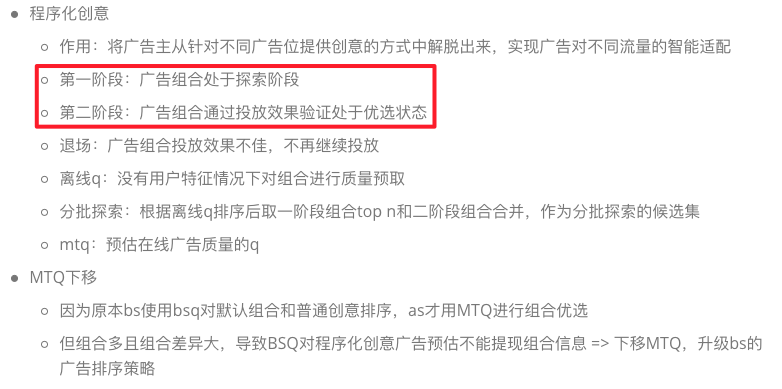 程序化创意
作用：将广告主从针对不同广告位提供创意的方式中解脱出来，实现广告对不同流量的智能适配
第一阶段：广告组合处于探索阶段
第二阶段：广告组合通过投放效果验证处于优选状态
退场：广告组合投放效果不佳，不再继续投放
离线q：没有用户特征情况下对组合进行质量预取
分批探索：根据离线q排序后取一阶段组合top n和二阶段组合合并，作为分批探索的候选集
mtq：预估在线广告质量的q
MTQ下移
因为原本bs使用bsq对默认组合和普通创意排序，as才用MTQ进行组合优选
但组合多且组合差异大，导致BSQ对程序化创意广告预估不能提现组合信息 => 下移MTQ，升级bs的
广告排序策略